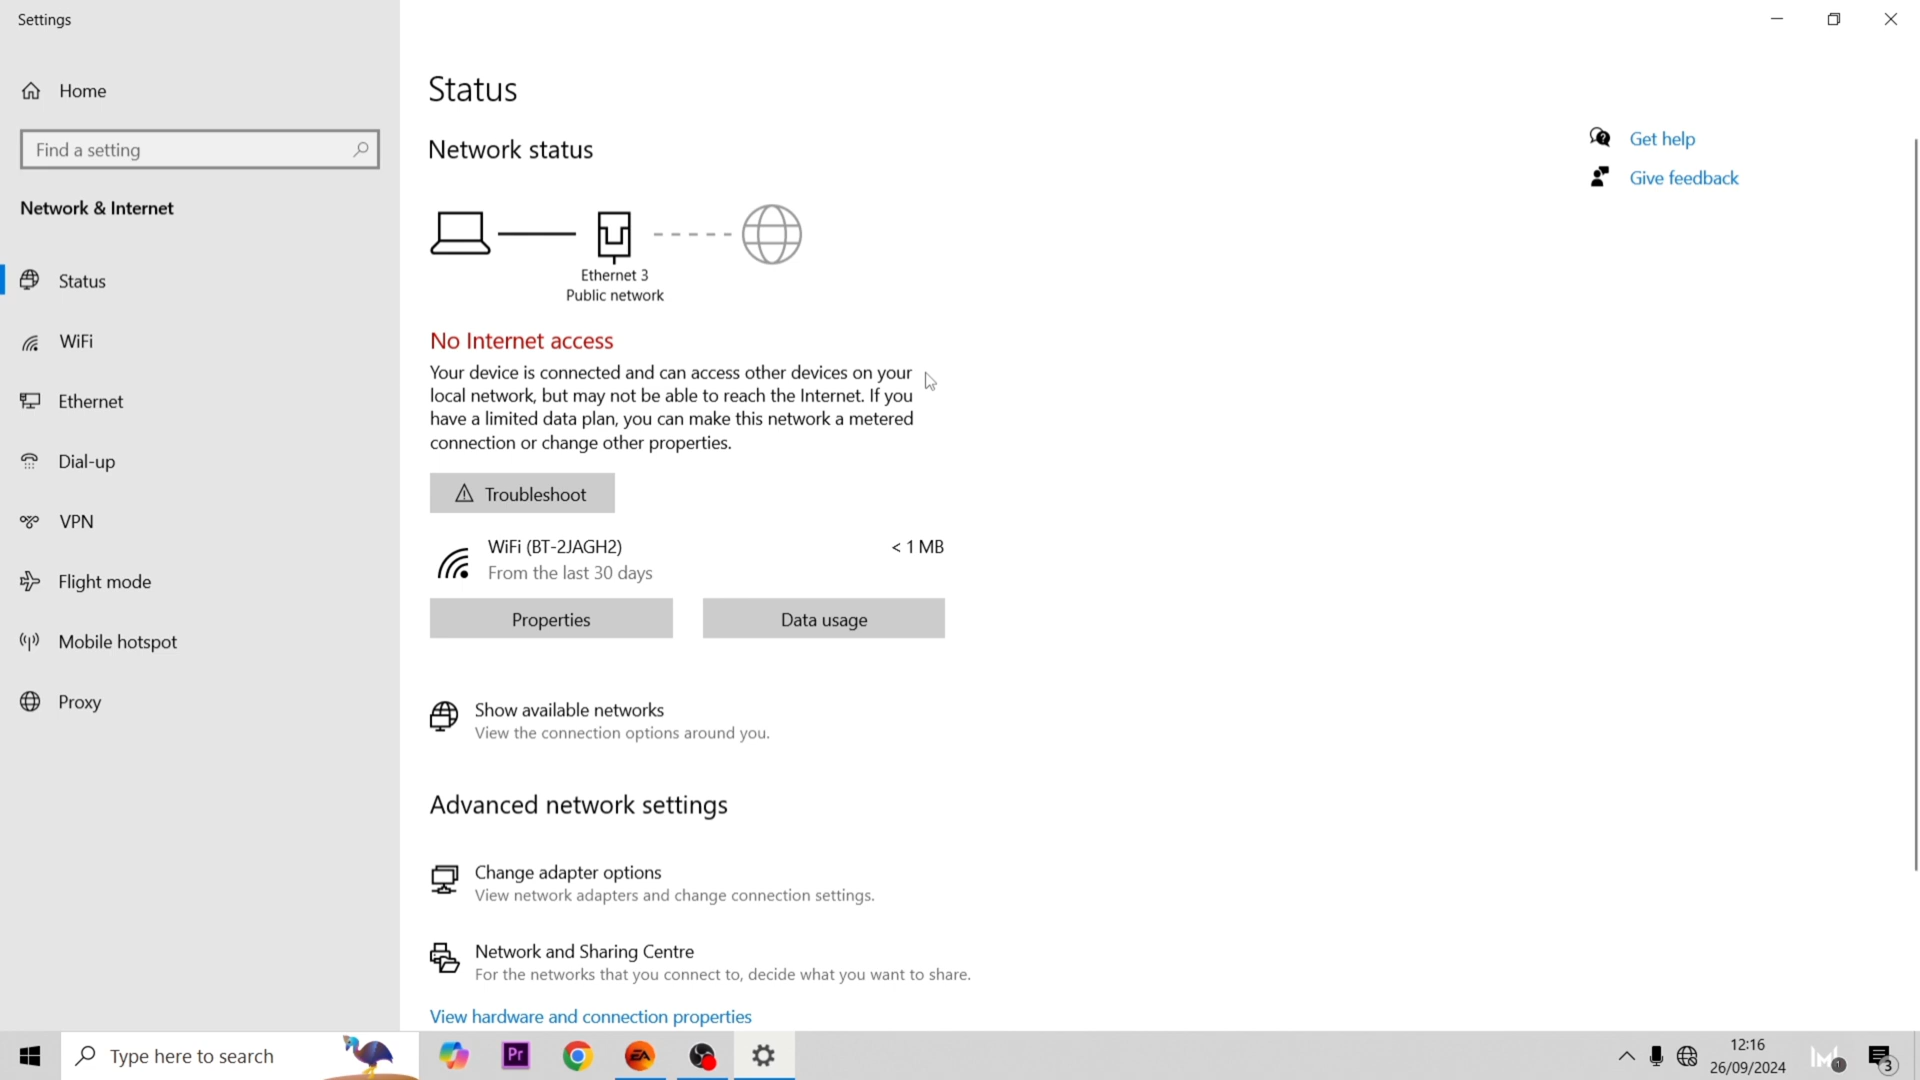 Settings
Home
Find a setting
Network & Internet
Status
WiFi
Ethernet
Dial-up
VPN
Flight mode
Mobile hotspot
Proxy
Status
Network status
Ethernet 3
Public network
No Internet access
Your device is connected and can access other devices on your
local network, but may not be able to reach the Internet. If you
have a limited data plan, you can make this network a metered
connection or change other properties.
Troubleshoot
WiFi (BT-2JAGH2)
< 1 MB
From the last 30 days
Properties
Data usage
Show available networks
View the connection options around you.
Advanced network settings
Change adapter options
View network adapters and change connection settings.
Network and Sharing Centre
For the networks that you connect to, decide what you want to share.
View hardware and connection properties
Get help
Give feedback
Type here to search
Pr
EA
12:16
26/09/2024
1
3